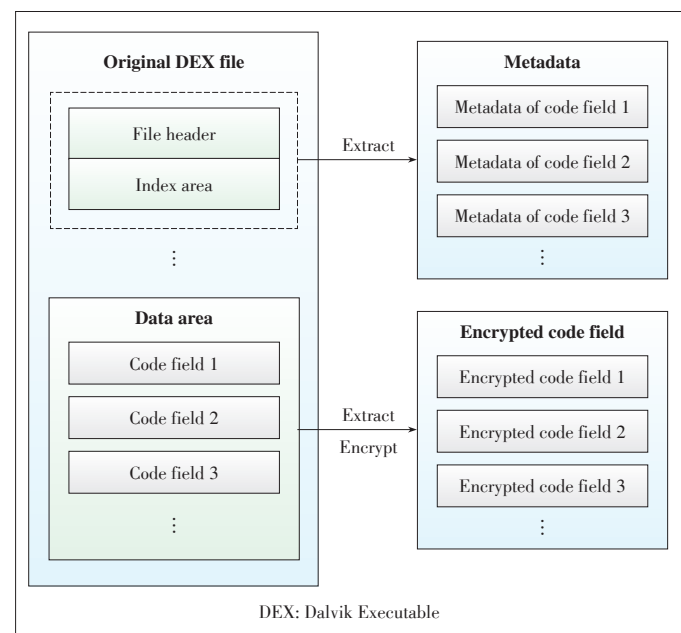 Original DEX file
File header
Index area
⋮
Data area
Code field 1
Code field 2
Code field 3
⋮
Extract
Extract
Encrypt
Metadata
Metadata of code field 1
Metadata of code field 2
Metadata of code field 3
⋮
Encrypted code field
Encrypted code field 1
Encrypted code field 2
Encrypted code field 3
⋮
DEX: Dalvik Executable